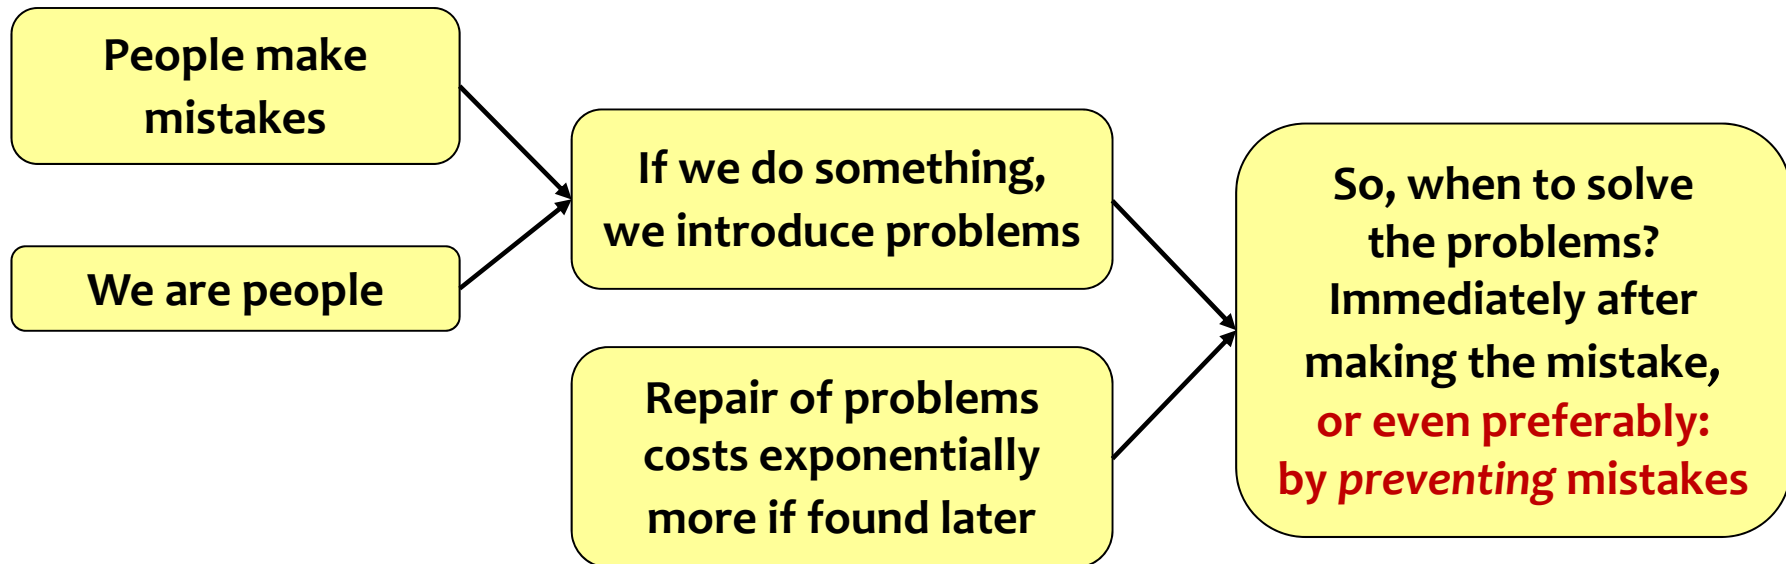 People make
mistakes
We are people
If we do something,
we introduce problems
Repair of problems
costs exponentially
more if found later
So, when to solve
the problems?
Immediately after
making the mistake,
or even preferably:
by preventing mistakes